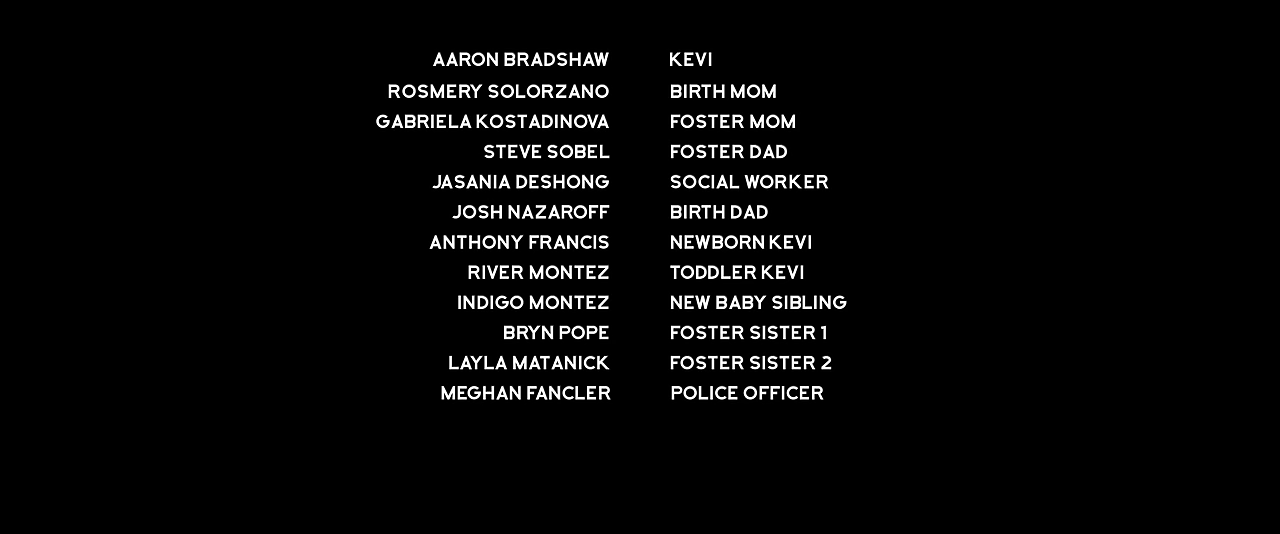 AARON BRADSHAW KEVI
ROSMERY SOLORZANO BIRTH MOM
GABRIELA KOSTADINOVA FOSTER MOM
STEVE SOBEL FOSTER DAD
JASANIA DESHONG SOCIAL WORKER
JOSH NAZAROFF BIRTH DAD
ANTHONY FRANCIS NEWBORN KEVI
RIVER MONTEZ TODDLER KEVI
INDIGO MONTEZ NEW BABY SIBLING
BRYN POPE FOSTER SISTER 1
LAYLA MATANICK FOSTER SISTER 2
MEGHAN FANCLER POLICE OFFICER